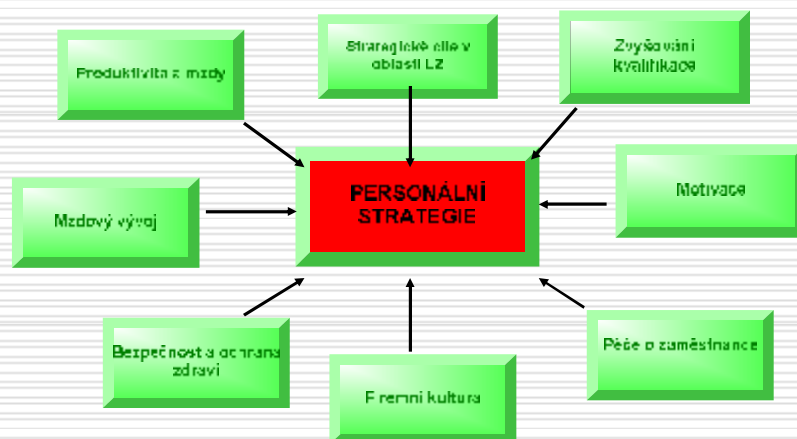 Strategické cíle v
oblasti LZ
Zvyšování
kvalifikace
Produktivita a mzdy
PERSONÁLNÍ
STRATEGIE
Motivace
Mzdový vývoj
Bezpečnost a ochrana
zdraví
Péče o zaměstnance
Firemní kultura